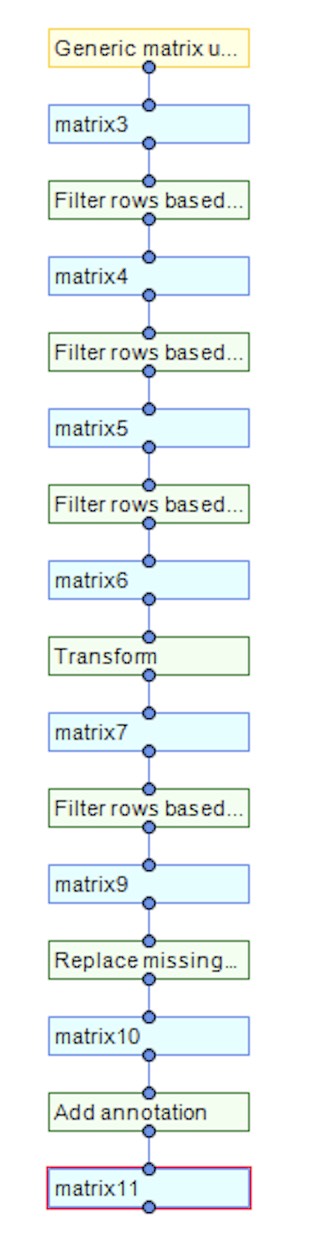 Generic matrix u...
matrix3
Filter rows based...
matrix4
Filter rows based...
matrix5
Filter rows based...
matrix6
Transform
matrix7
Filter rows based...
matrix9
Replace missing...
matrix10
Add annotation
matrix11